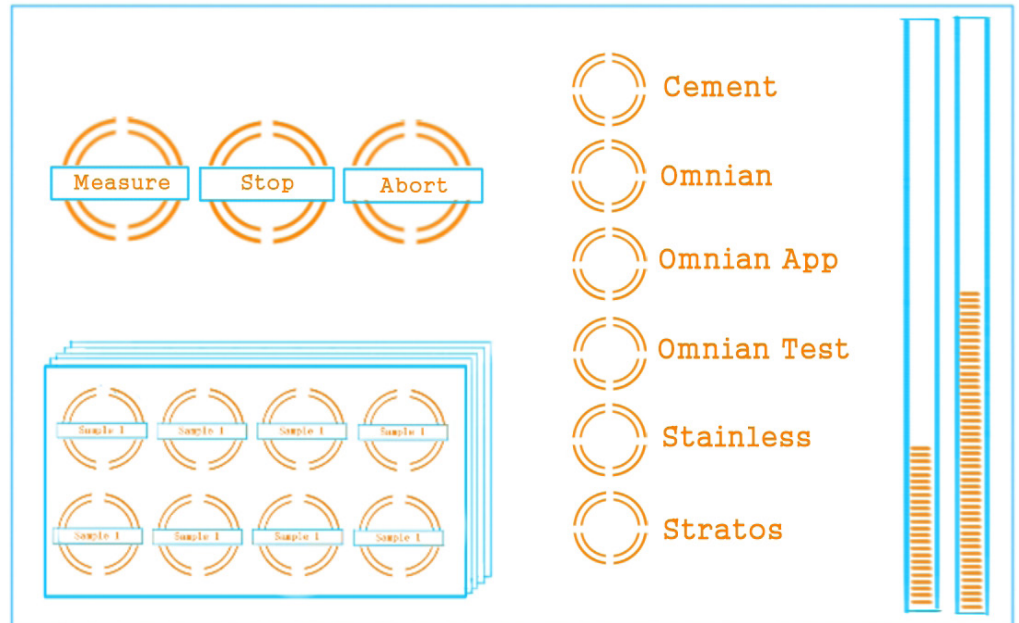 Measure
Stop
Abort
Sample 1
Sample 1
Sample 1
Sample 1
Sample 1
Sample 1
Sample 1
Sample 1
Cement
Omnian
Omnian App
Omnian Test
Stainless
Stratos